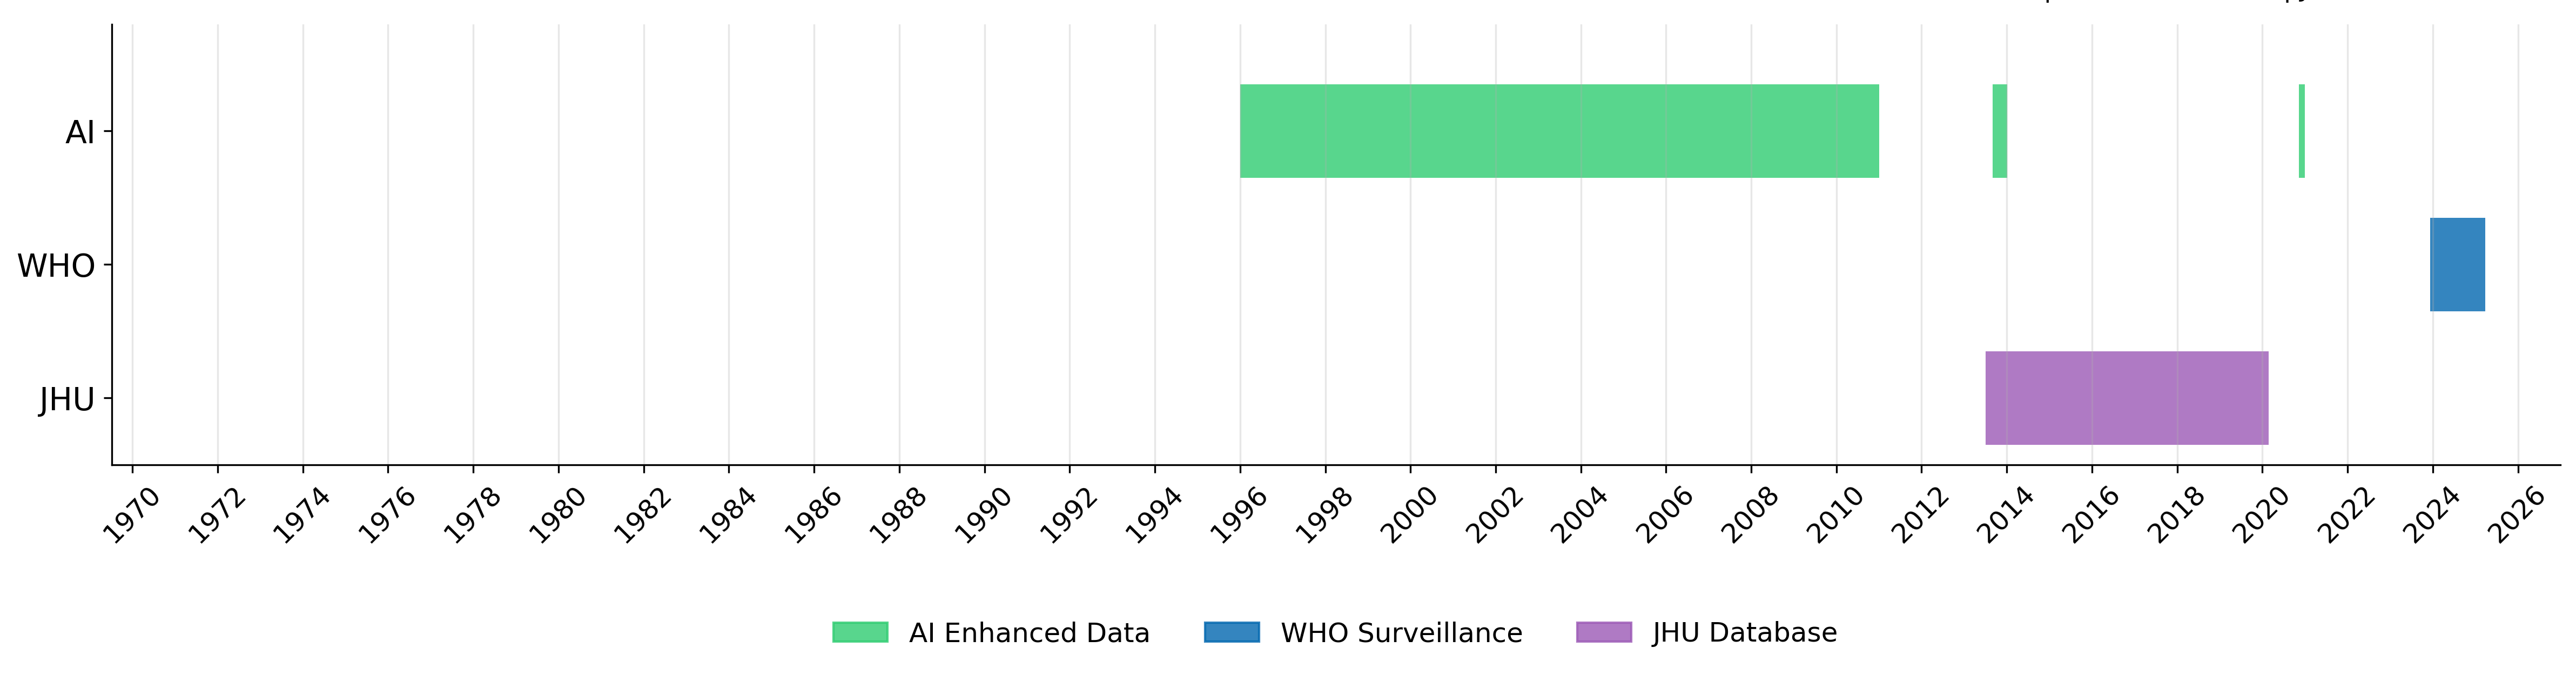 AI
WHO
JHU
1970 1972 1974 1976 1978 1980 1982 1984 1986 1988 1990 1992 1994 1996 1998 2000 2002 2004 2006 2008 2010 2012 2014 2016 2018 2020 2022 2024 2026
AI Enhanced Data WHO Surveillance JHU Database